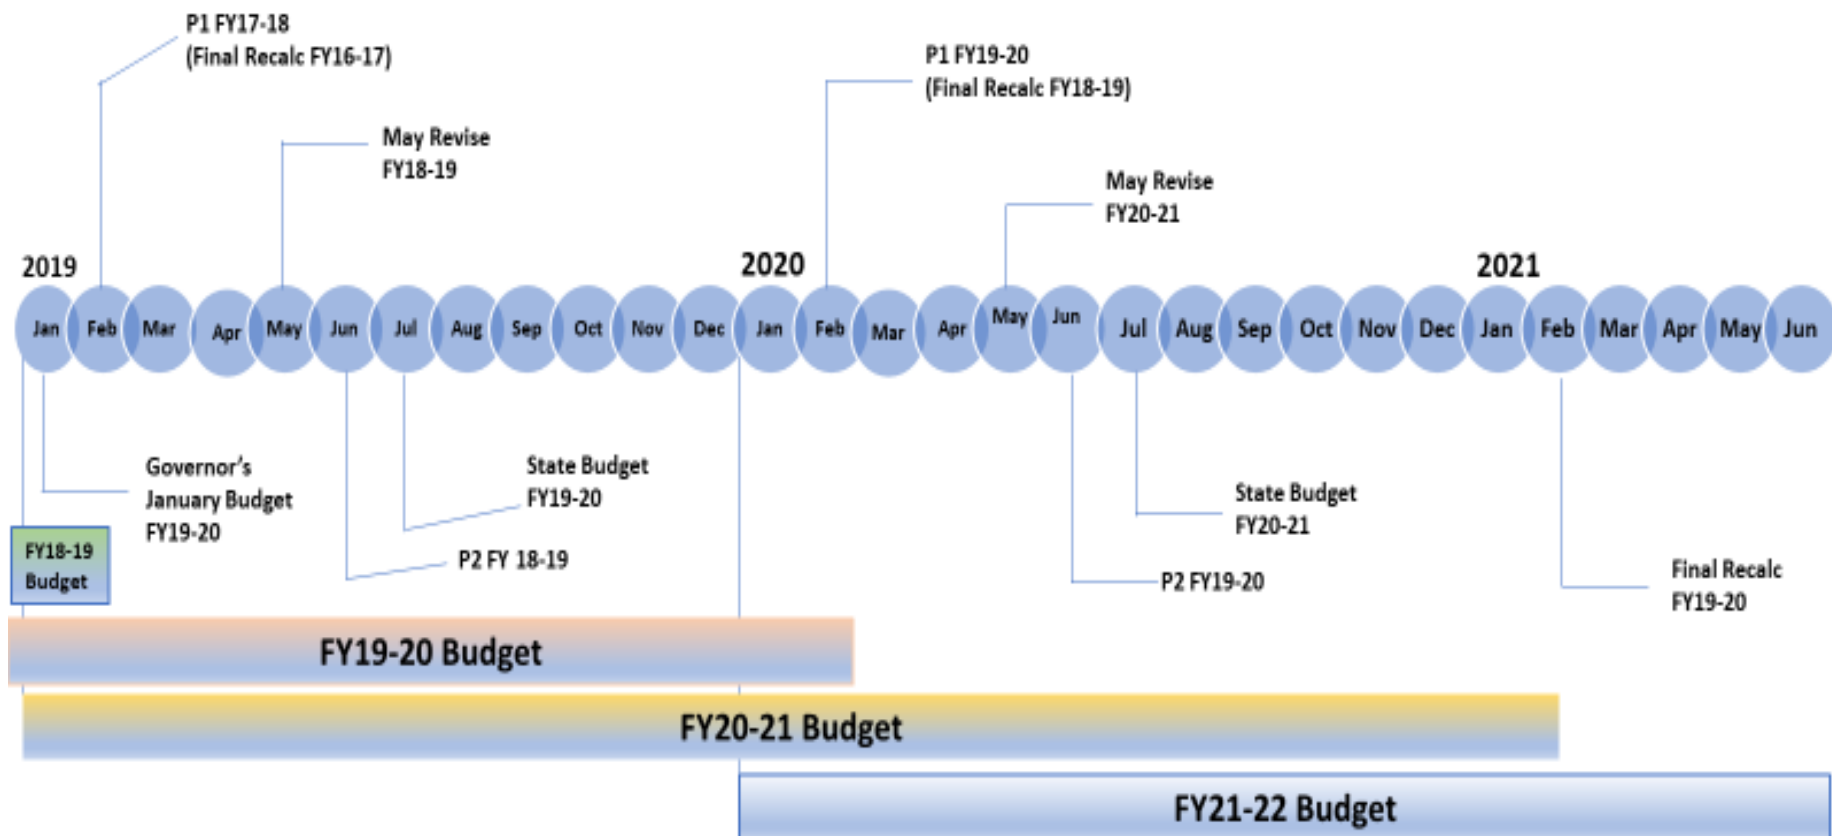 P1 FY17-18
(Final Recalc FY16-17)
P1 FY19-20
(Final Recalc FY18-19)
May Revise
FY18-19
May Revise
FY20-21
2019
2020
2021
Jan Feb Mar Apr May Jun Jul Aug Sep Oct Nov Dec Jan Feb Mar Apr May Jun Jul Aug Sep Oct Nov Dec Jan Feb Mar Apr May Jun
Governor's
January Budget
FY19-20
State Budget
FY19-20
P2 FY 18-19
State Budget
FY20-21
P2 FY19-20
Final Recalc
FY19-20
FY18-19
Budget
FY19-20 Budget
FY20-21 Budget
FY21-22 Budget